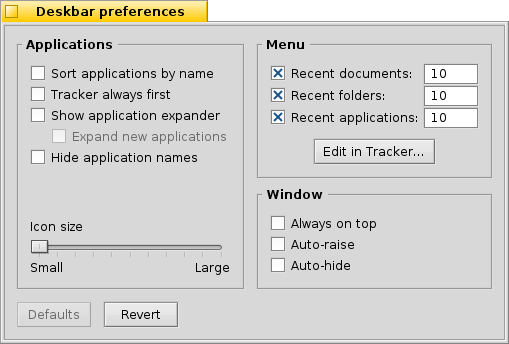 Deskbar preferences
Applications
Sort applications by name
Tracker always first
Show application expander
Expand new applications
Hide application names
Icon size
Small Large
Menu
Recent documents: 10
Recent folders: 10
Recent applications: 10
Edit in Tracker...
Window
Always on top
Auto-raise
Auto-hide
Defaults Revert